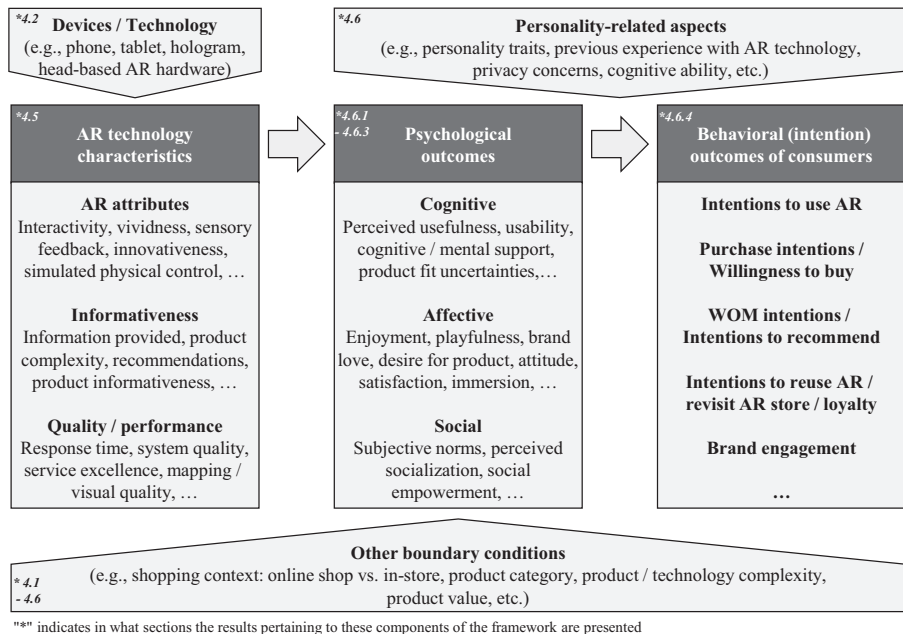 *4.2
Devices / Technology
(e.g., phone, tablet, hologram,
head-based AR hardware)
*4.6
Personality-related aspects
(e.g., personality traits, previous experience with AR technology,
privacy concerns, cognitive ability, etc.)
*4.5
AR technology
characteristics
AR attributes
Interactivity, vividness, sensory
feedback, innovativeness,
simulated physical control, …
Informativeness
Information provided, product
complexity, recommendations,
product informativeness, …
Quality / performance
Response time, system quality,
service excellence, mapping /
visual quality, …
*4.6.1
- 4.6.3
Psychological
outcomes
Cognitive
Perceived usefulness, usability,
cognitive / mental support,
product fit uncertainties,…
Affective
Enjoyment, playfulness, brand
love, desire for product, attitude,
satisfaction, immersion, …
Social
Subjective norms, perceived
socialization, social
empowerment, …
*4.6.4
Behavioral (intention)
outcomes of consumers
Intentions to use AR
Purchase intentions /
Willingness to buy
WOM intentions /
Intentions to recommend
Intentions to reuse AR /
revisit AR store / loyalty
Brand engagement
…
Other boundary conditions
* 4.1
- 4.6
(e.g., shopping context: online shop vs. in-store, product category, product / technology complexity,
product value, etc.)
"*" indicates in what sections the results pertaining to these components of the framework are presented